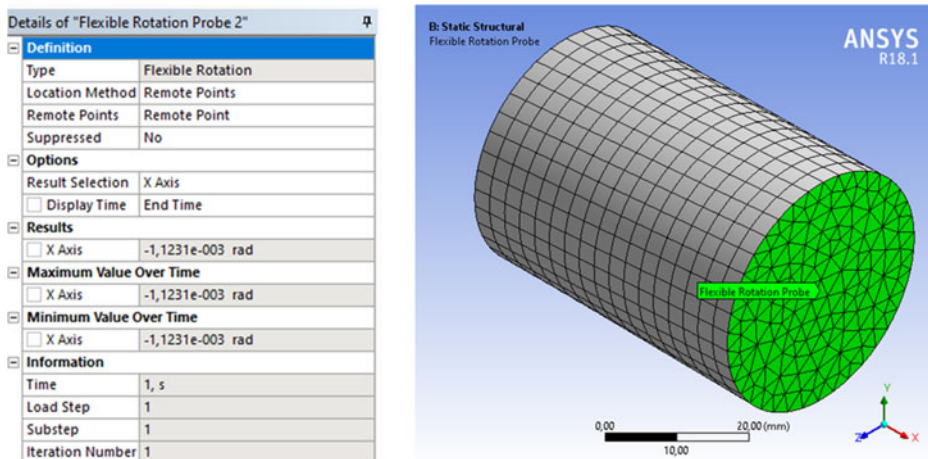 Details of "Flexible Rotation Probe 2"
Definition
Type Flexible Rotation
Location Method Remote Points
Remote Points Remote Point
Suppressed No
Options
Result Selection X Axis
Display Time End Time
Results
X Axis -1,1231e-003 rad
Maximum Value Over Time
X Axis -1,1231e-003 rad
Minimum Value Over Time
X Axis -1,1231e-003 rad
Information
Time 1, s
Load Step 1
Substep 1
Iteration Number 1
B: Static Structural
Flexible Rotation Probe
ANSYS
R18.1
Flexible Rotation Probe
0,00 20,00 (mm)
10,00
Y
Z X